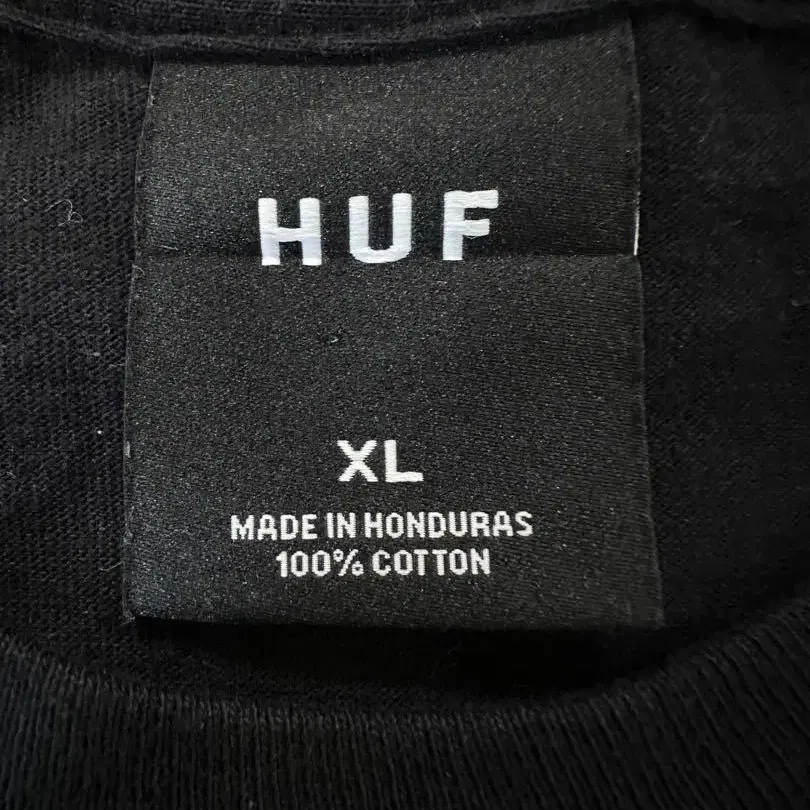 HUF
XL
MADE IN HONDURAS
100% COTTON